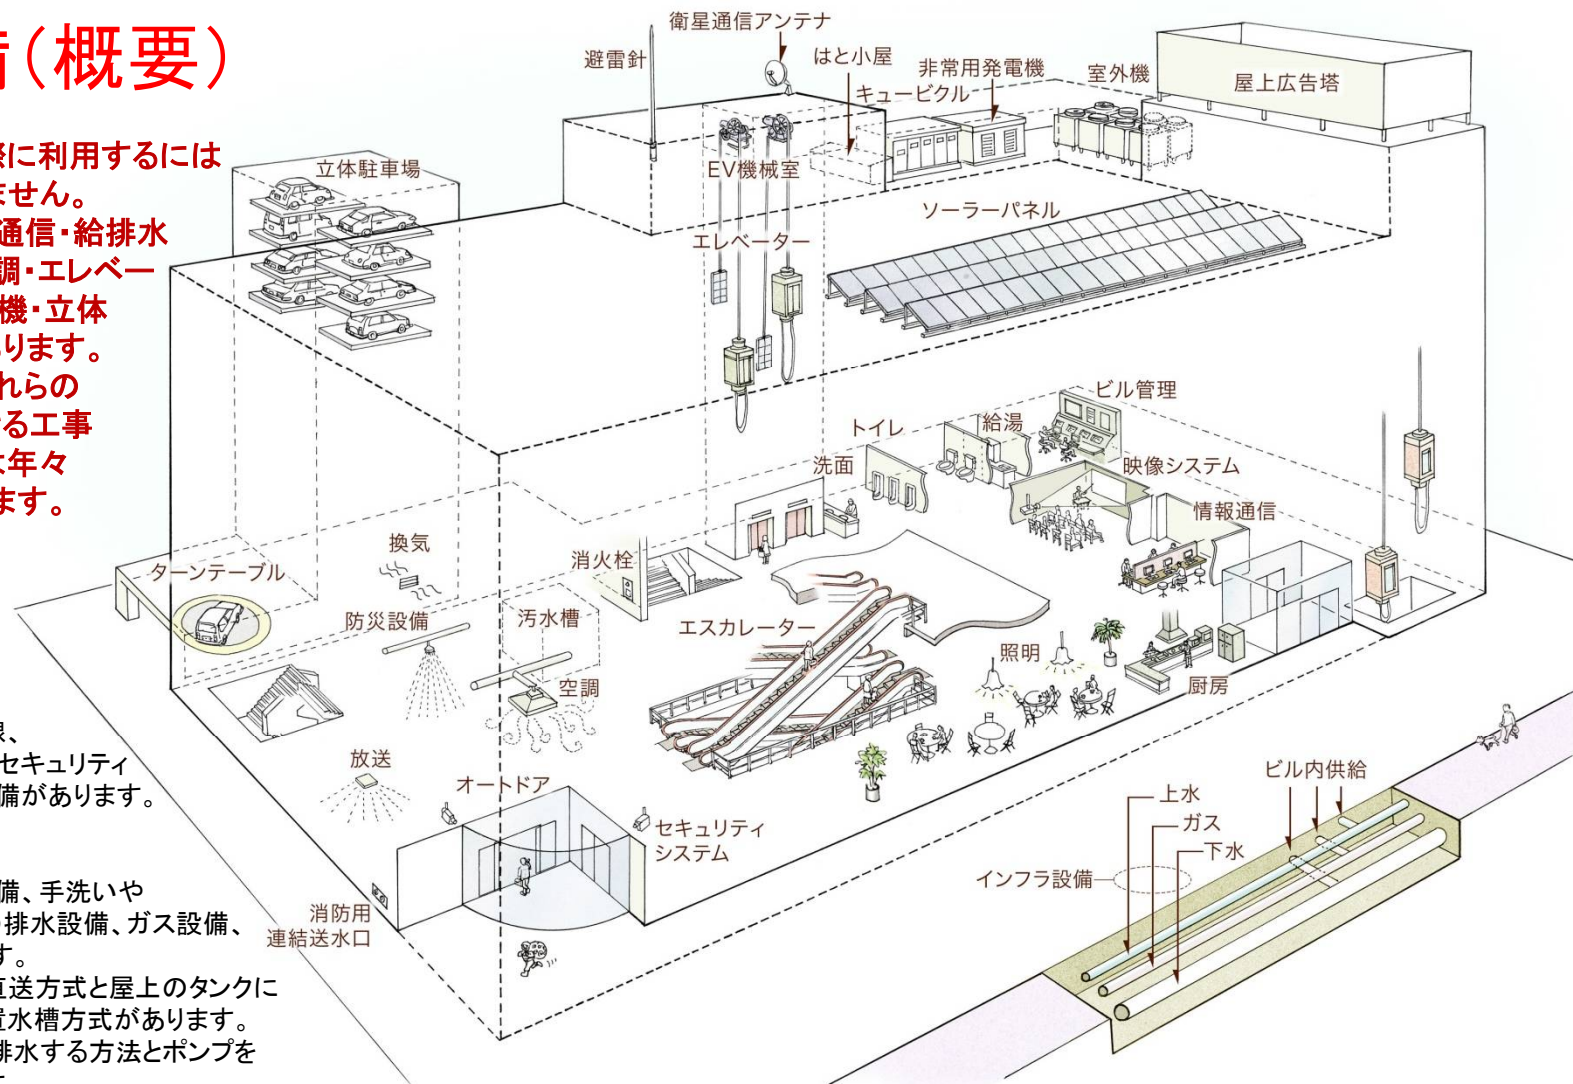 備(概要)
際に利用するには
ません。
通信・給排水
調・エレベー
機・立体
ります。
れらの
る工事
は年々
ます。
線、
セキュリティ
備があります。
備、手洗いや
排水設備、ガス設備、
す。
直送方式と屋上のタンクに
置水槽方式があります。
排水する方法とポンプを
衛星通信アンテナ
避雷針
はと小屋
非常用発電機
キュービクル
室外機
屋上広告塔
立体駐車場
EV機械室
ソーラーパネル
エレベーター
ビル管理
トイレ
給湯
洗面
映像システム
情報通信
換気
消火栓
ターンテーブル
防災設備
汚水槽
エスカレーター
照明
空調
厨房
放送
オートドア
セキュリティ
システム
消防用
連結送水口
ビル内供給
上水
ガス
下水
インフラ設備